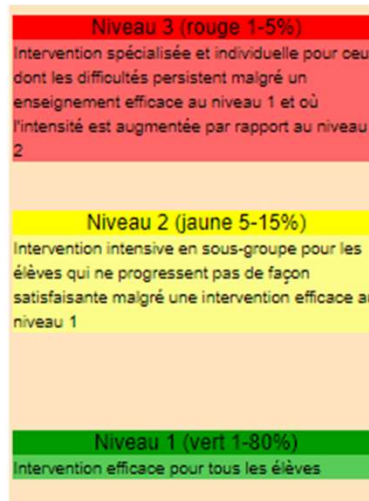 Niveau 3 (rouge 1-5%)
Intervention spécialisée et individuelle pour ceu
dont les difficultés persistent malgré un
enseignement efficace au niveau 1 et où
l'intensité est augmentée par rapport au niveau
2
Niveau 2 (jaune 5-15%)
Intervention intensive en sous-groupe pour les
élèves qui ne progressent pas de façon
satisfaisante malgré une intervention efficace a
niveau 1
Niveau 1 (vert 1-80%)
Intervention efficace pour tous les élèves